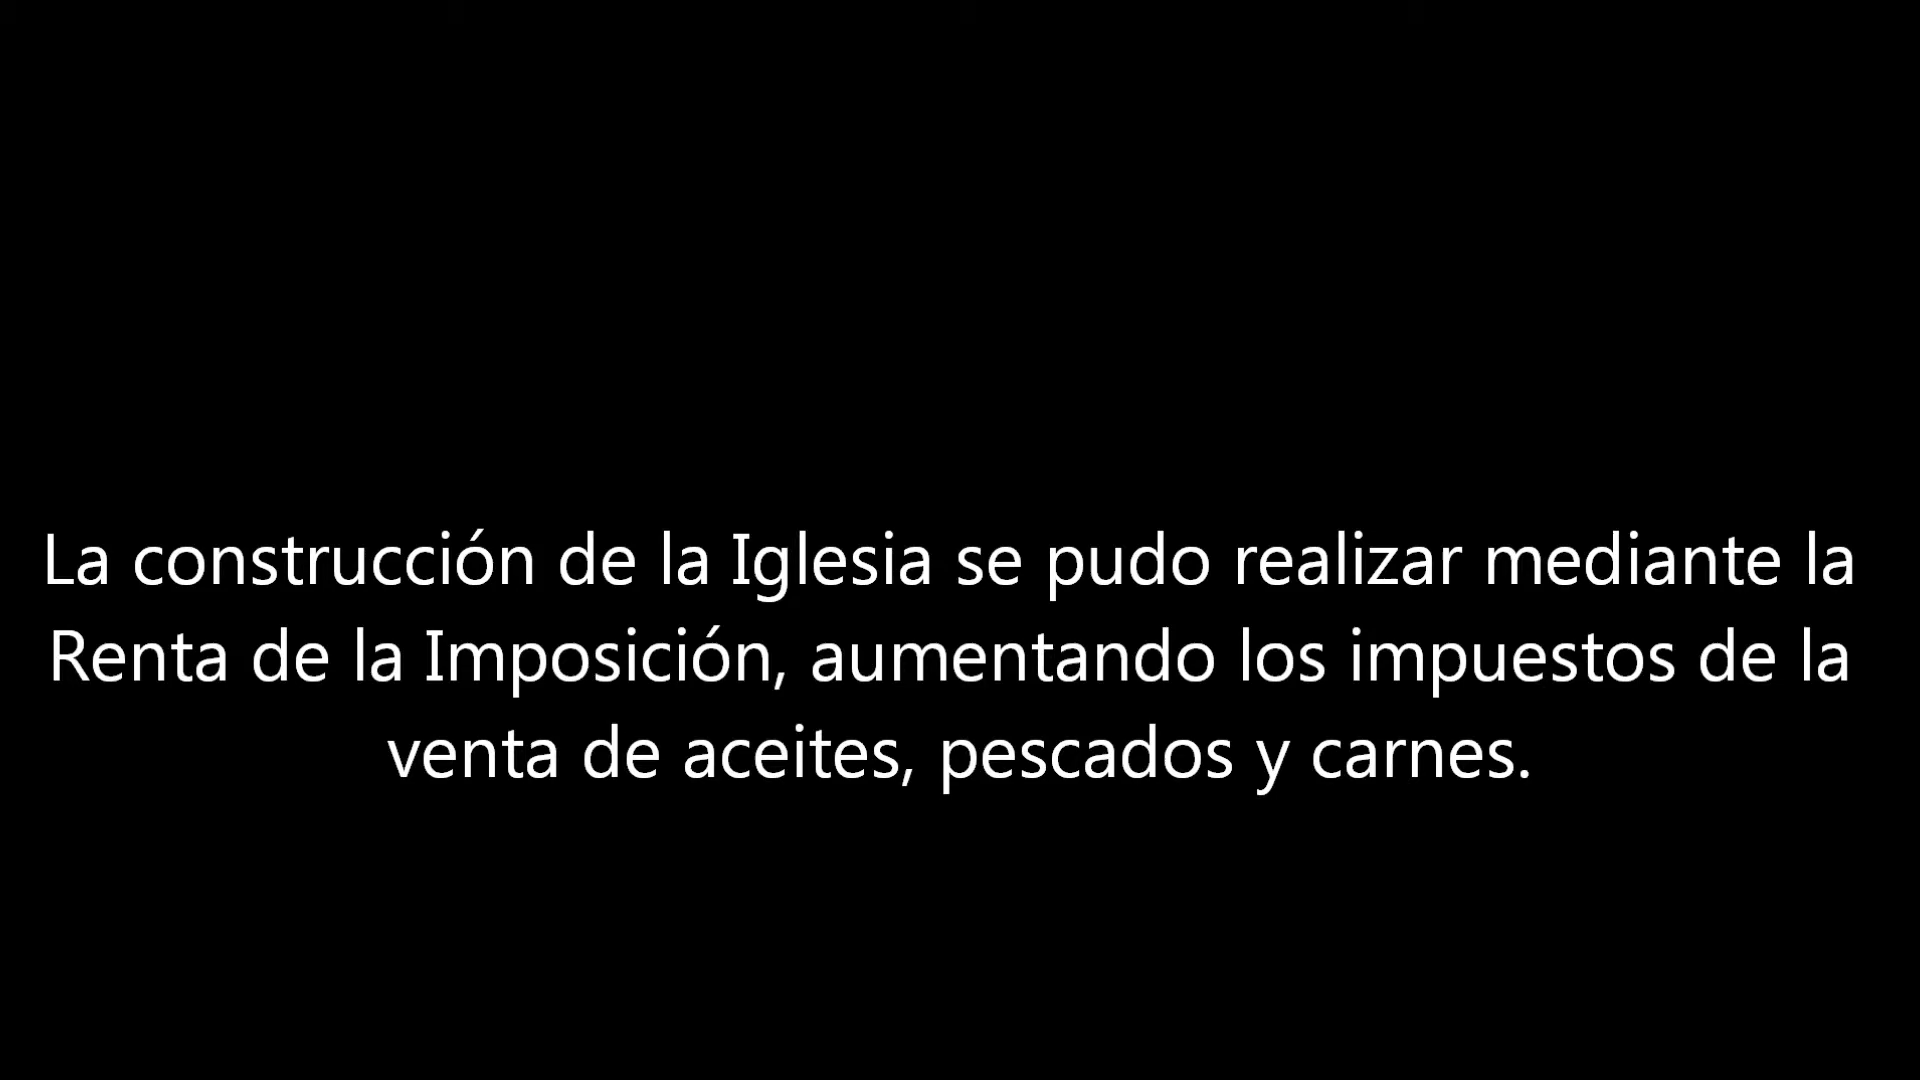 La construcción de la Iglesia se pudo realizar mediante la
Renta de la Imposición, aumentando los impuestos de la
venta de aceites, pescados y carnes.